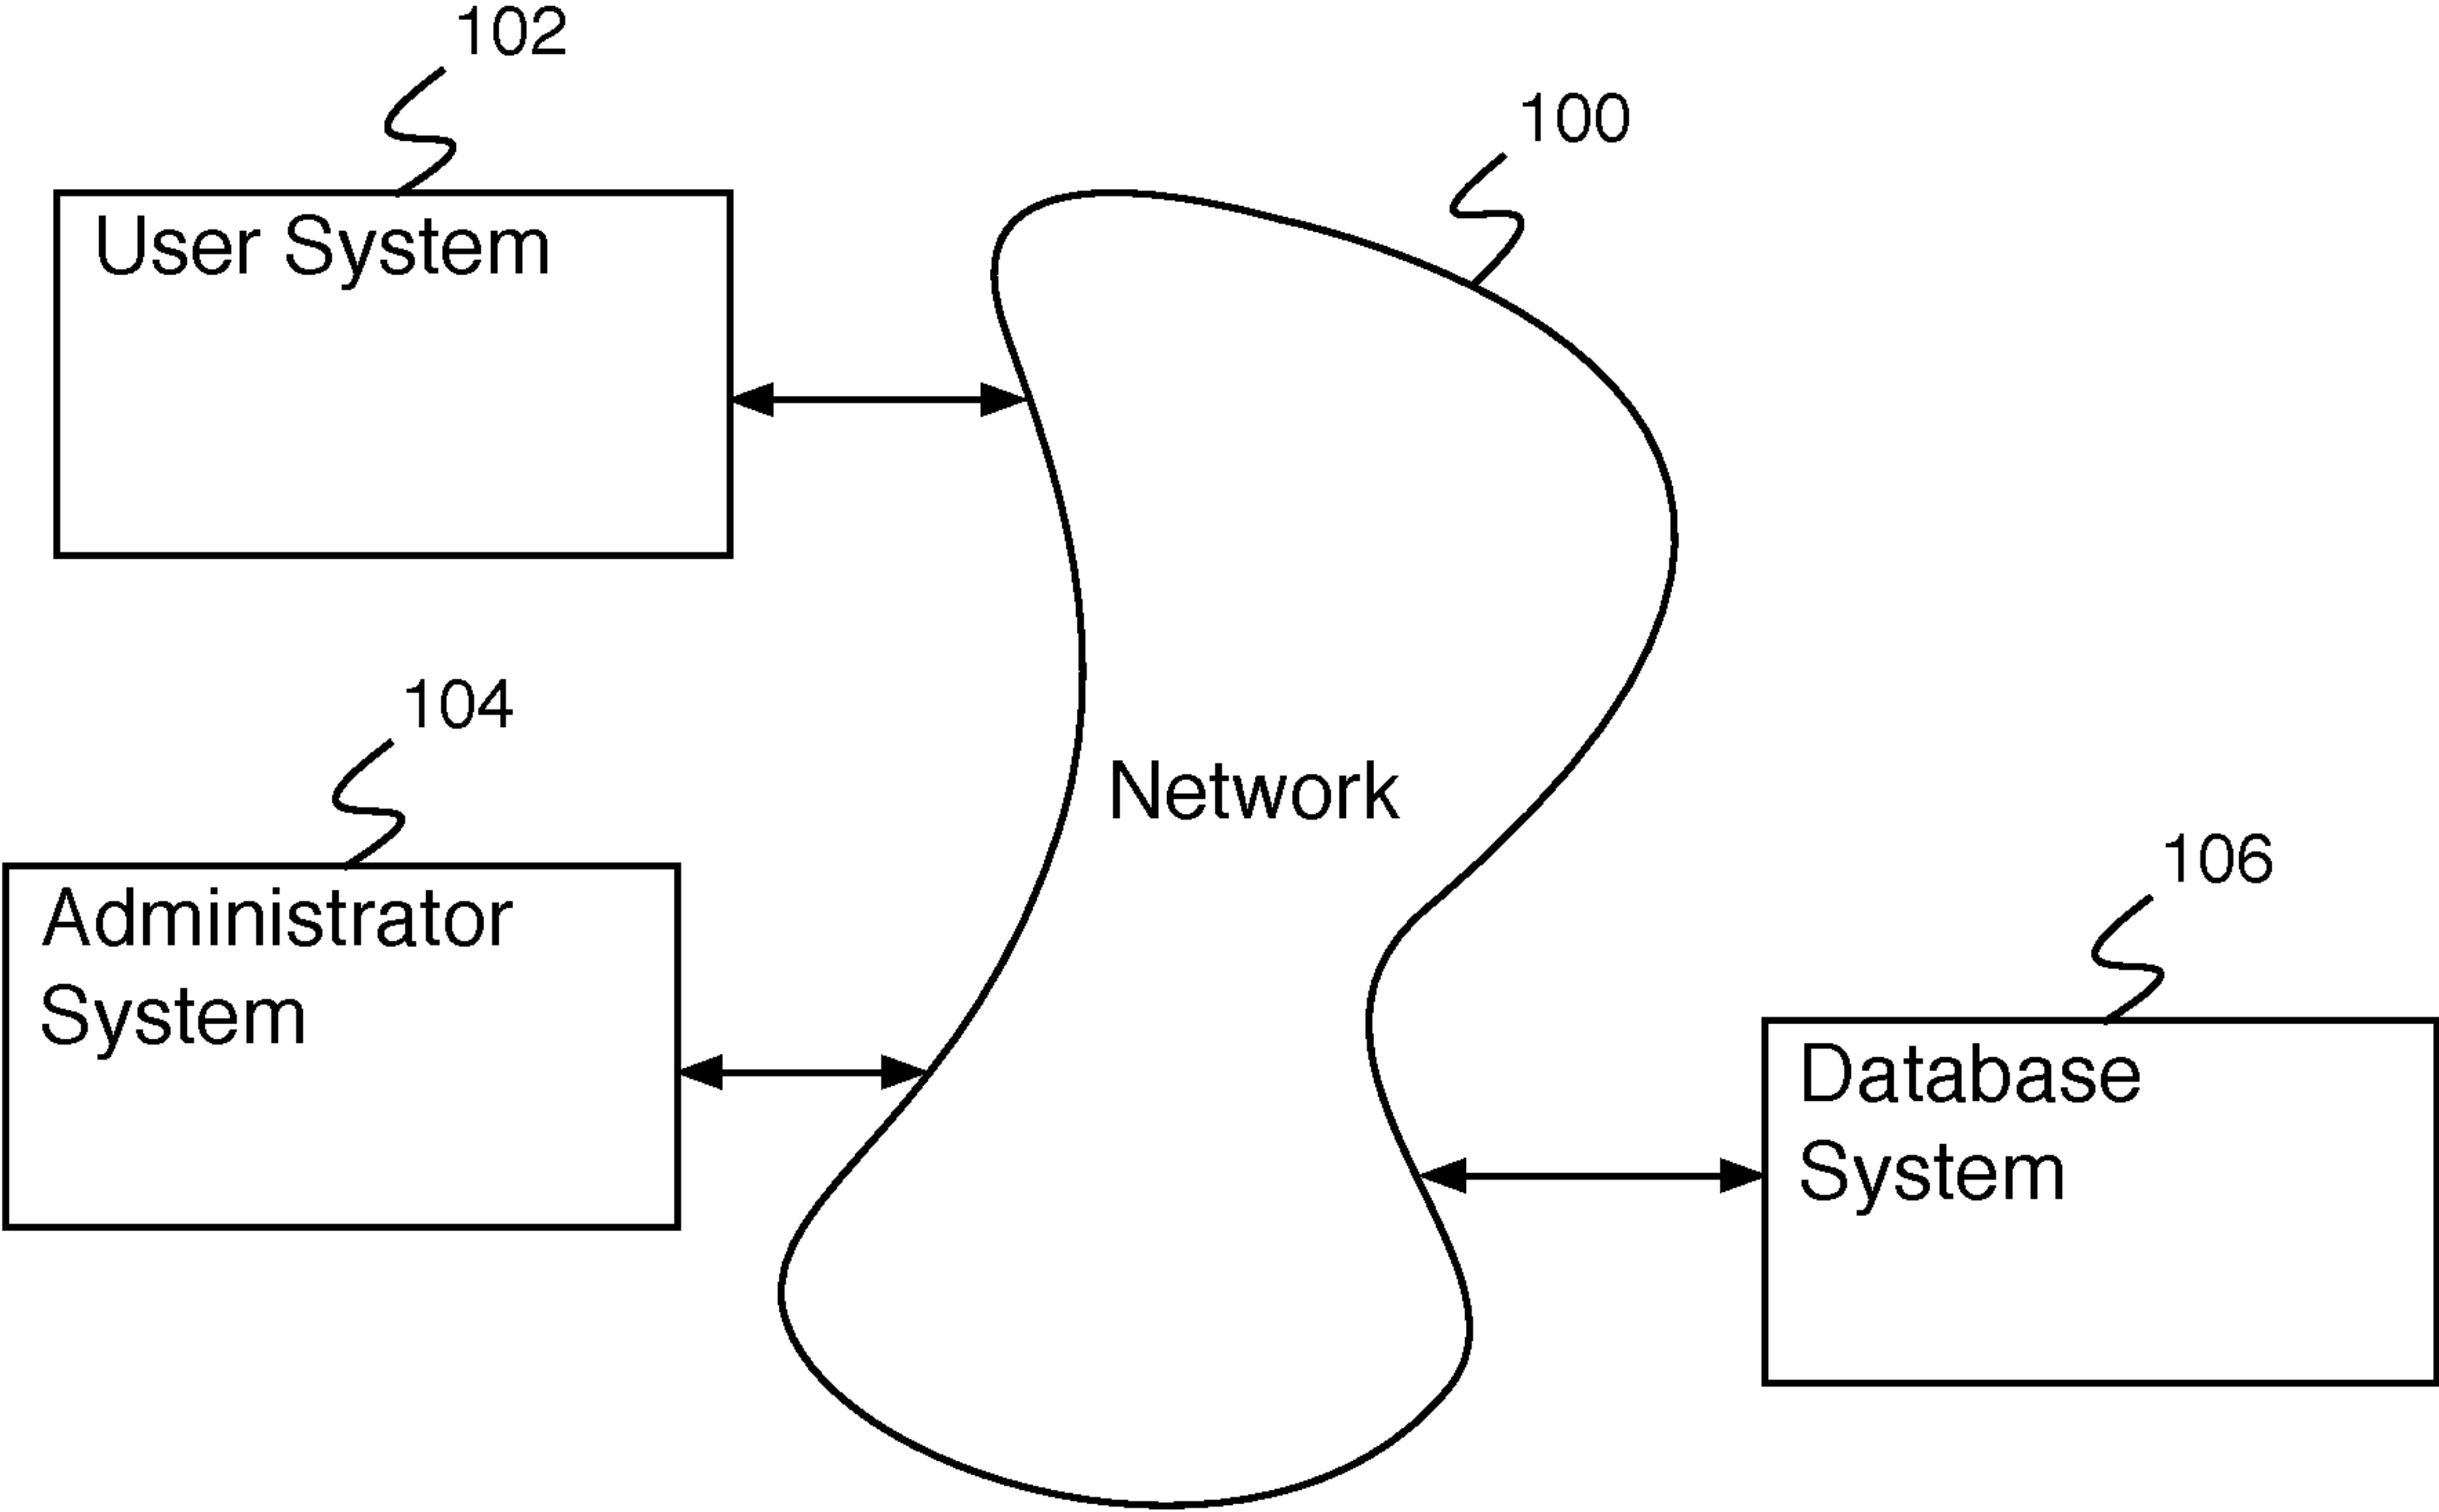 102
100
User System
104
Network
106
Administrator
System
Database
System